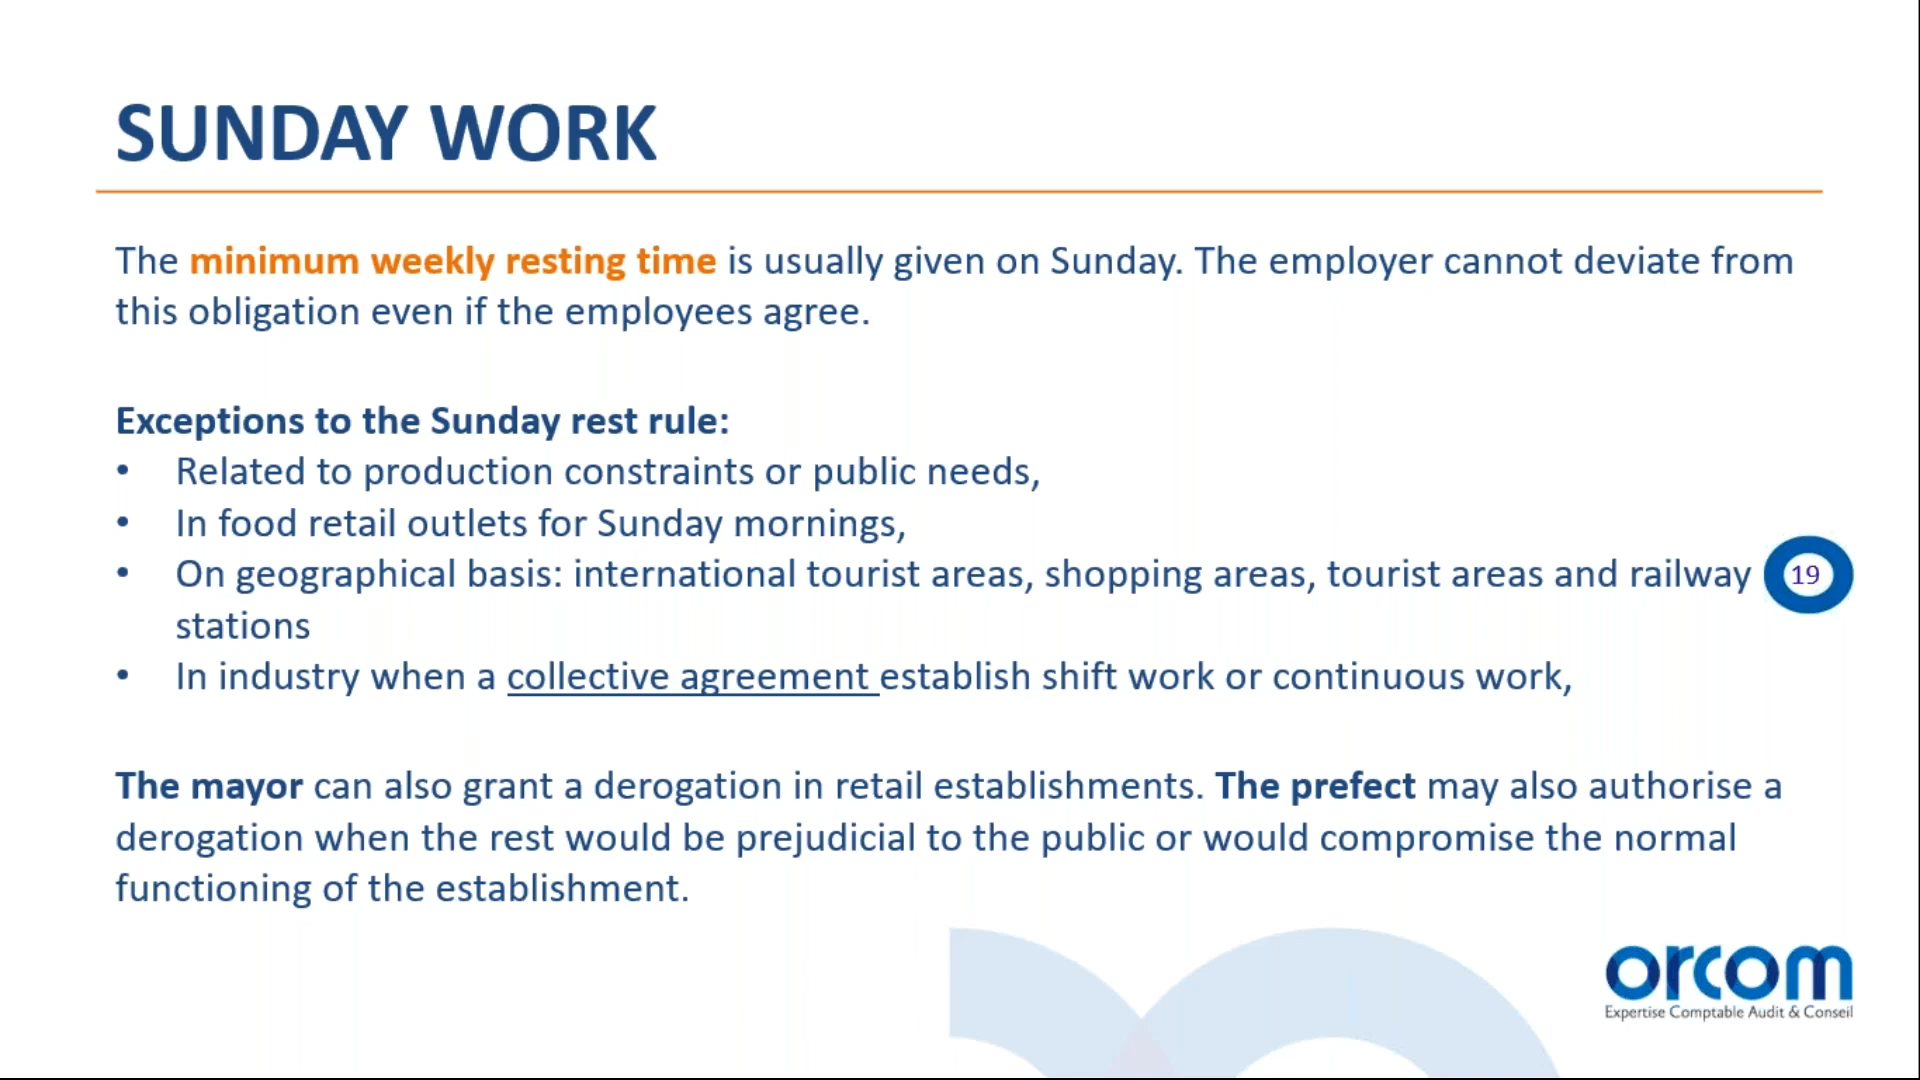 SUNDAY WORK
The minimum weekly resting time is usually given on Sunday. The employer cannot deviate from
this obligation even if the employees agree.
Exceptions to the Sunday rest rule:
• Related to production constraints or public needs,
• In food retail outlets for Sunday mornings,
• On geographical basis: international tourist areas, shopping areas, tourist areas and railway
19
stations
• In industry when a collective agreement establish shift work or continuous work,
The mayor can also grant a derogation in retail establishments. The prefect may also authorise a
derogation when the rest would be prejudicial to the public or would compromise the normal
functioning of the establishment.
orcom
Expertise Comptable Audit & Conseil